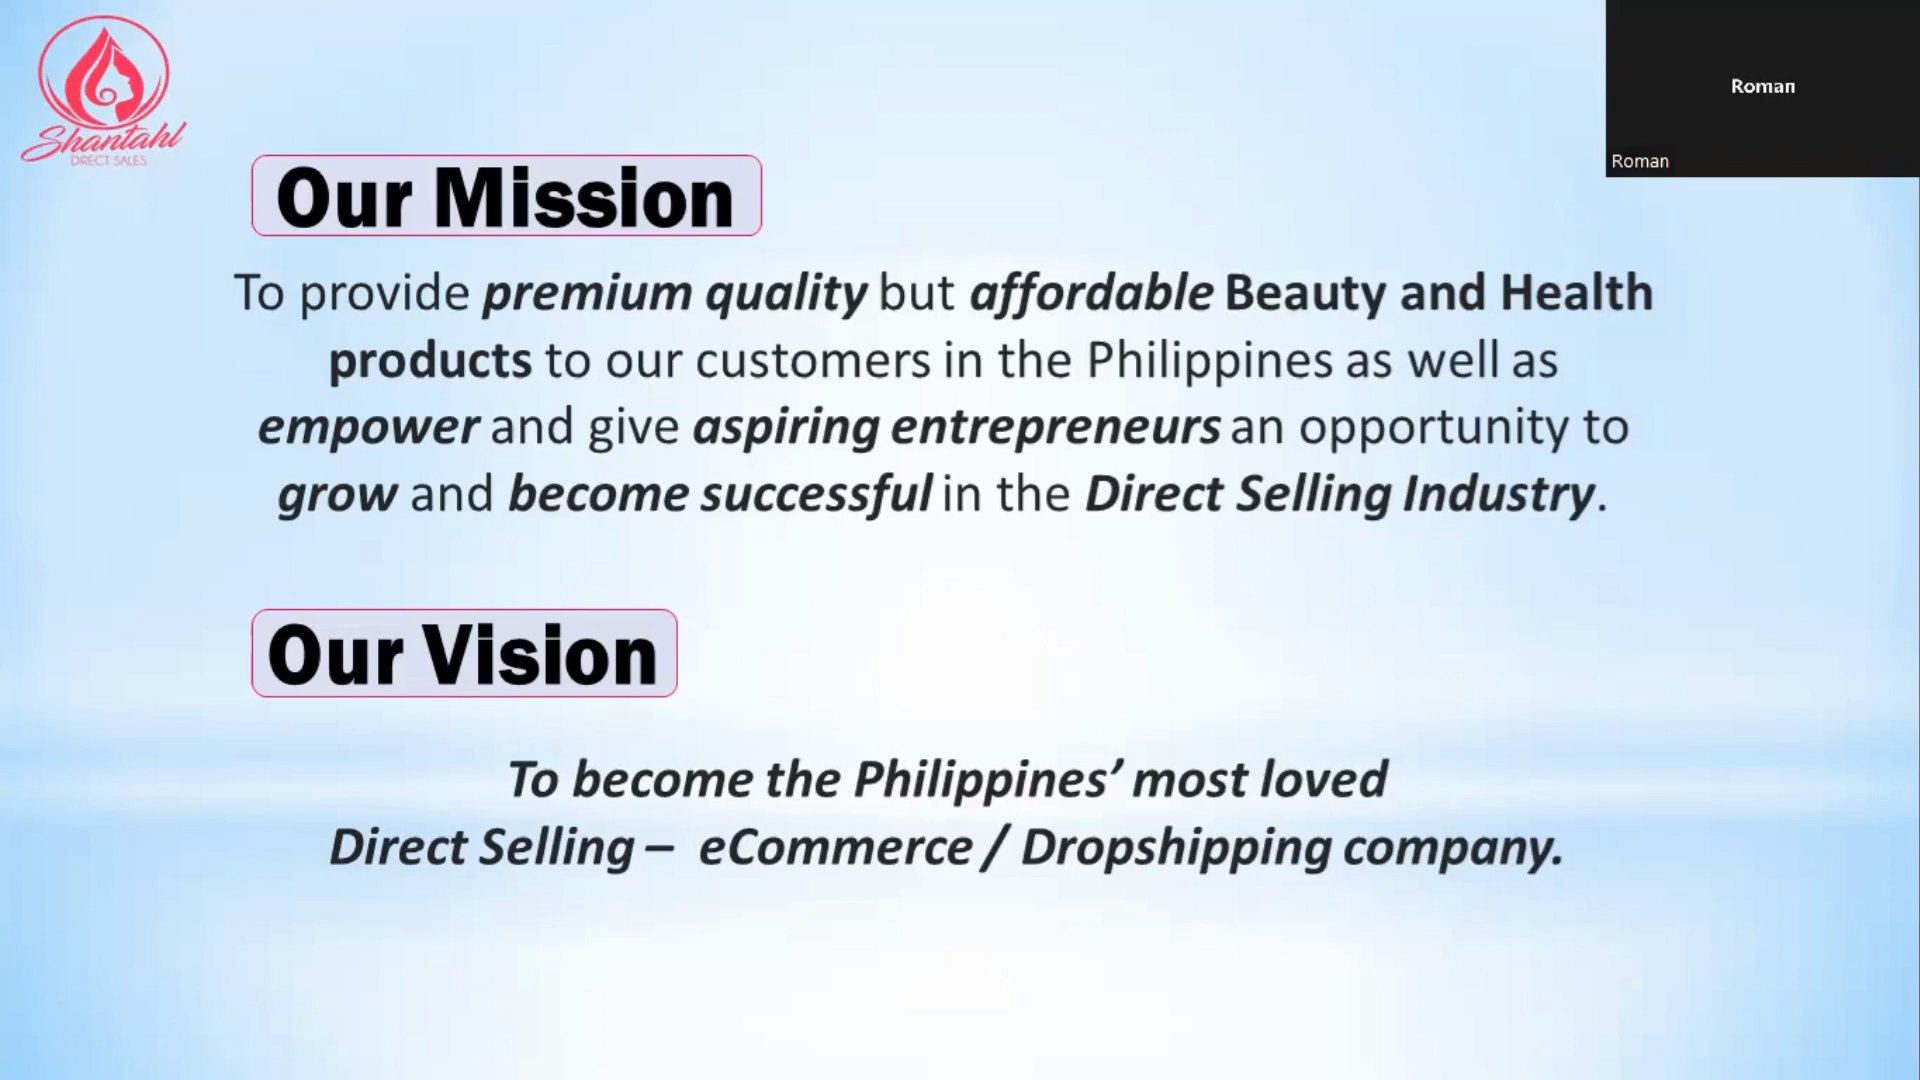 Shantahl
DIRECT SALES
Roman
Roman
Our Mission
To provide premium quality but affordable Beauty and Health
products to our customers in the Philippines as well as
empower and give aspiring entrepreneurs an opportunity to
grow and become successful in the Direct Selling Industry.
Our Vision
To become the Philippines’ most loved
Direct Selling – eCommerce / Dropshipping company.